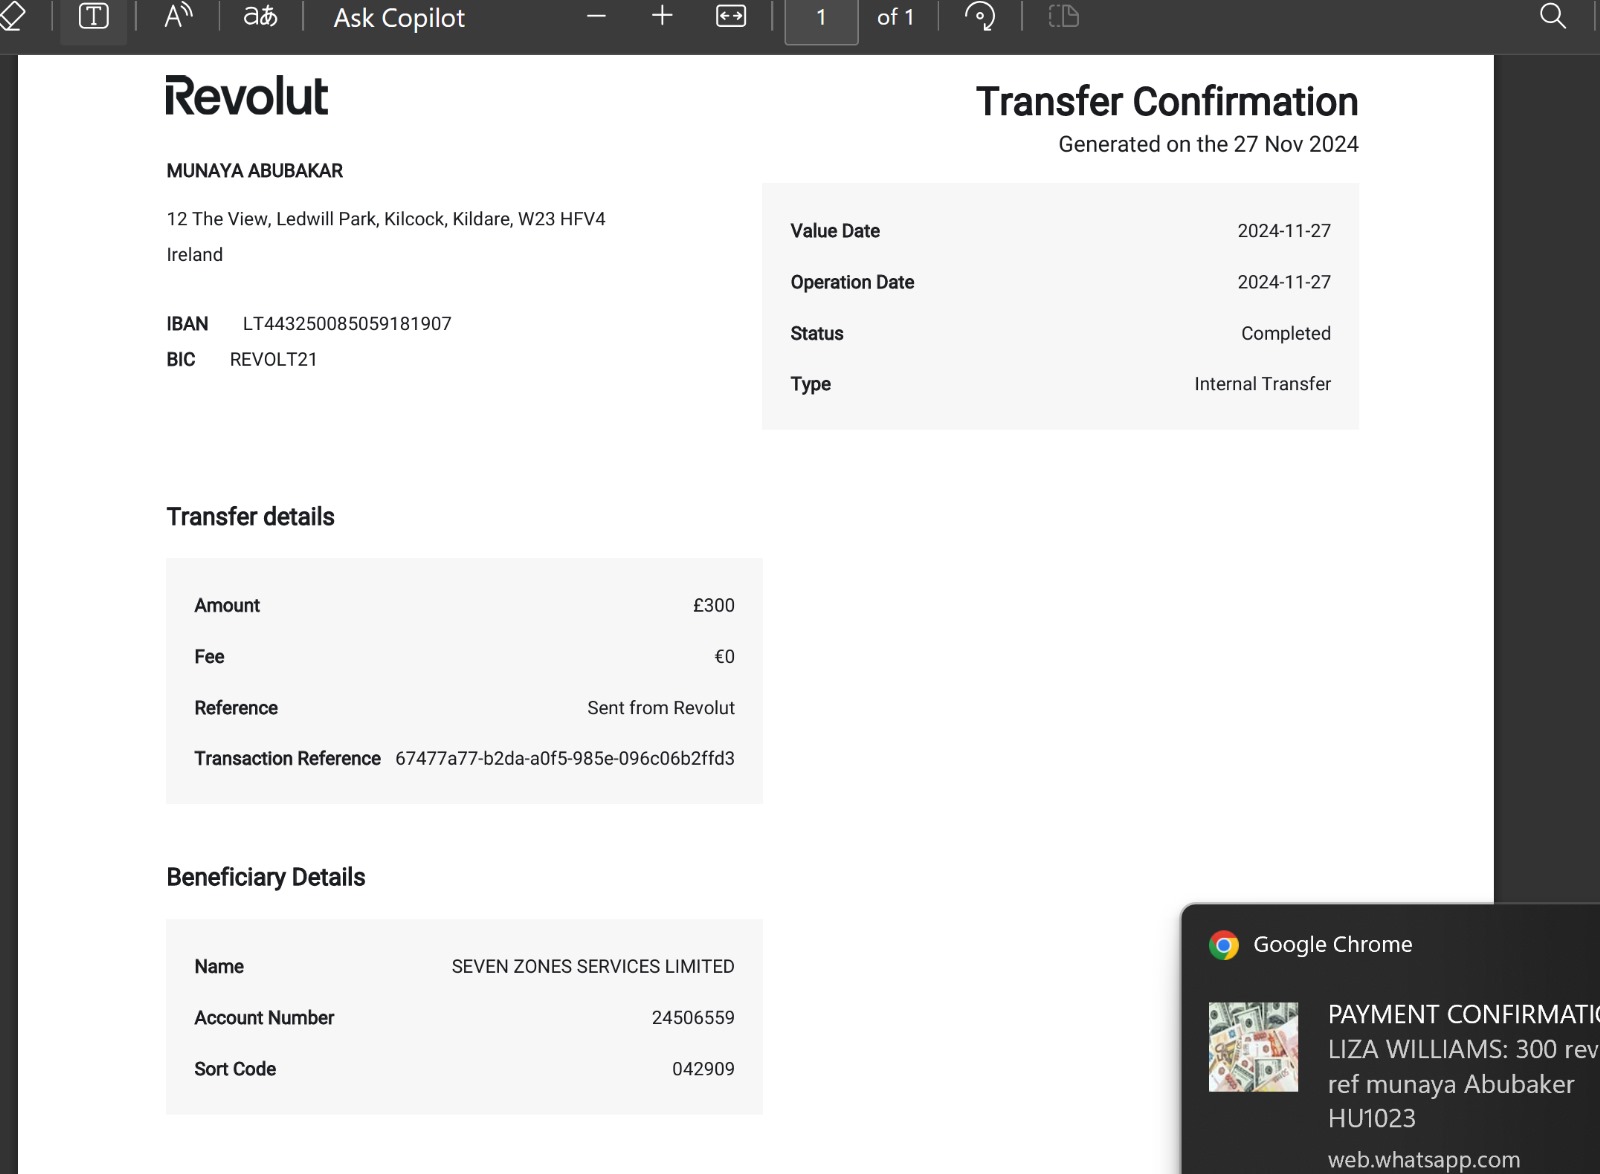 aあ Ask Copilot 1 of 1
Revolut
Transfer Confirmation
Generated on the 27 Nov 2024
MUNAYA ABUBAKAR
12 The View, Ledwill Park, Kilcock, Kildare, W23 HFV4
Ireland
IBAN LT443250085059181907
BIC REVOLT21
Value Date 2024-11-27
Operation Date 2024-11-27
Status Completed
Type Internal Transfer
Transfer details
Amount £300
Fee €0
Reference Sent from Revolut
Transaction Reference 67477a77-b2da-a0f5-985e-096c06b2ffd3
Beneficiary Details
Name SEVEN ZONES SERVICES LIMITED
Account Number 24506559
Sort Code 042909
Google Chrome
PAYMENT CONFIRMATIO
LIZA WILLIAMS: 300 rev
ref munaya Abubaker
HU1023
web.whatsapp.com